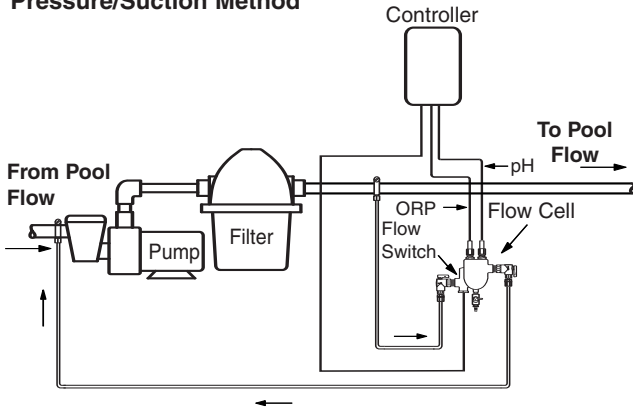 Pressure/Suction Method
Controller
To Pool
Flow
From Pool
Flow
pH
ORP
Flow Cell
Flow
Switch
Pump
Filter